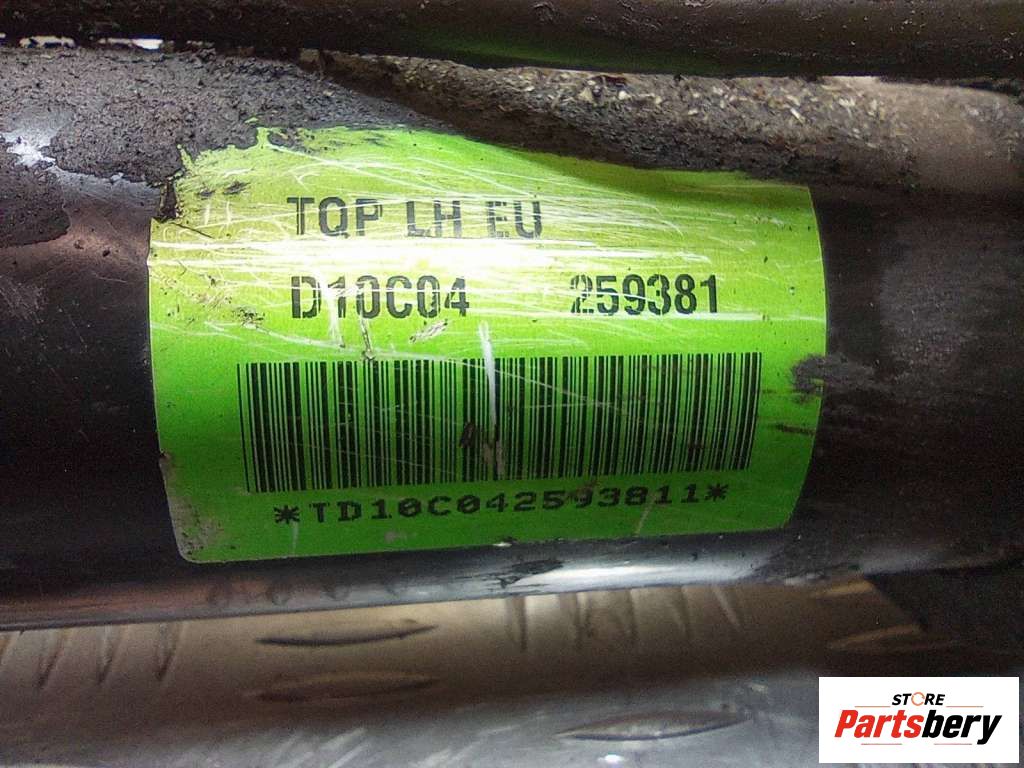 TQP LH EU
D10C04 259381
*TD10C042593811*
STORE
Partsbery